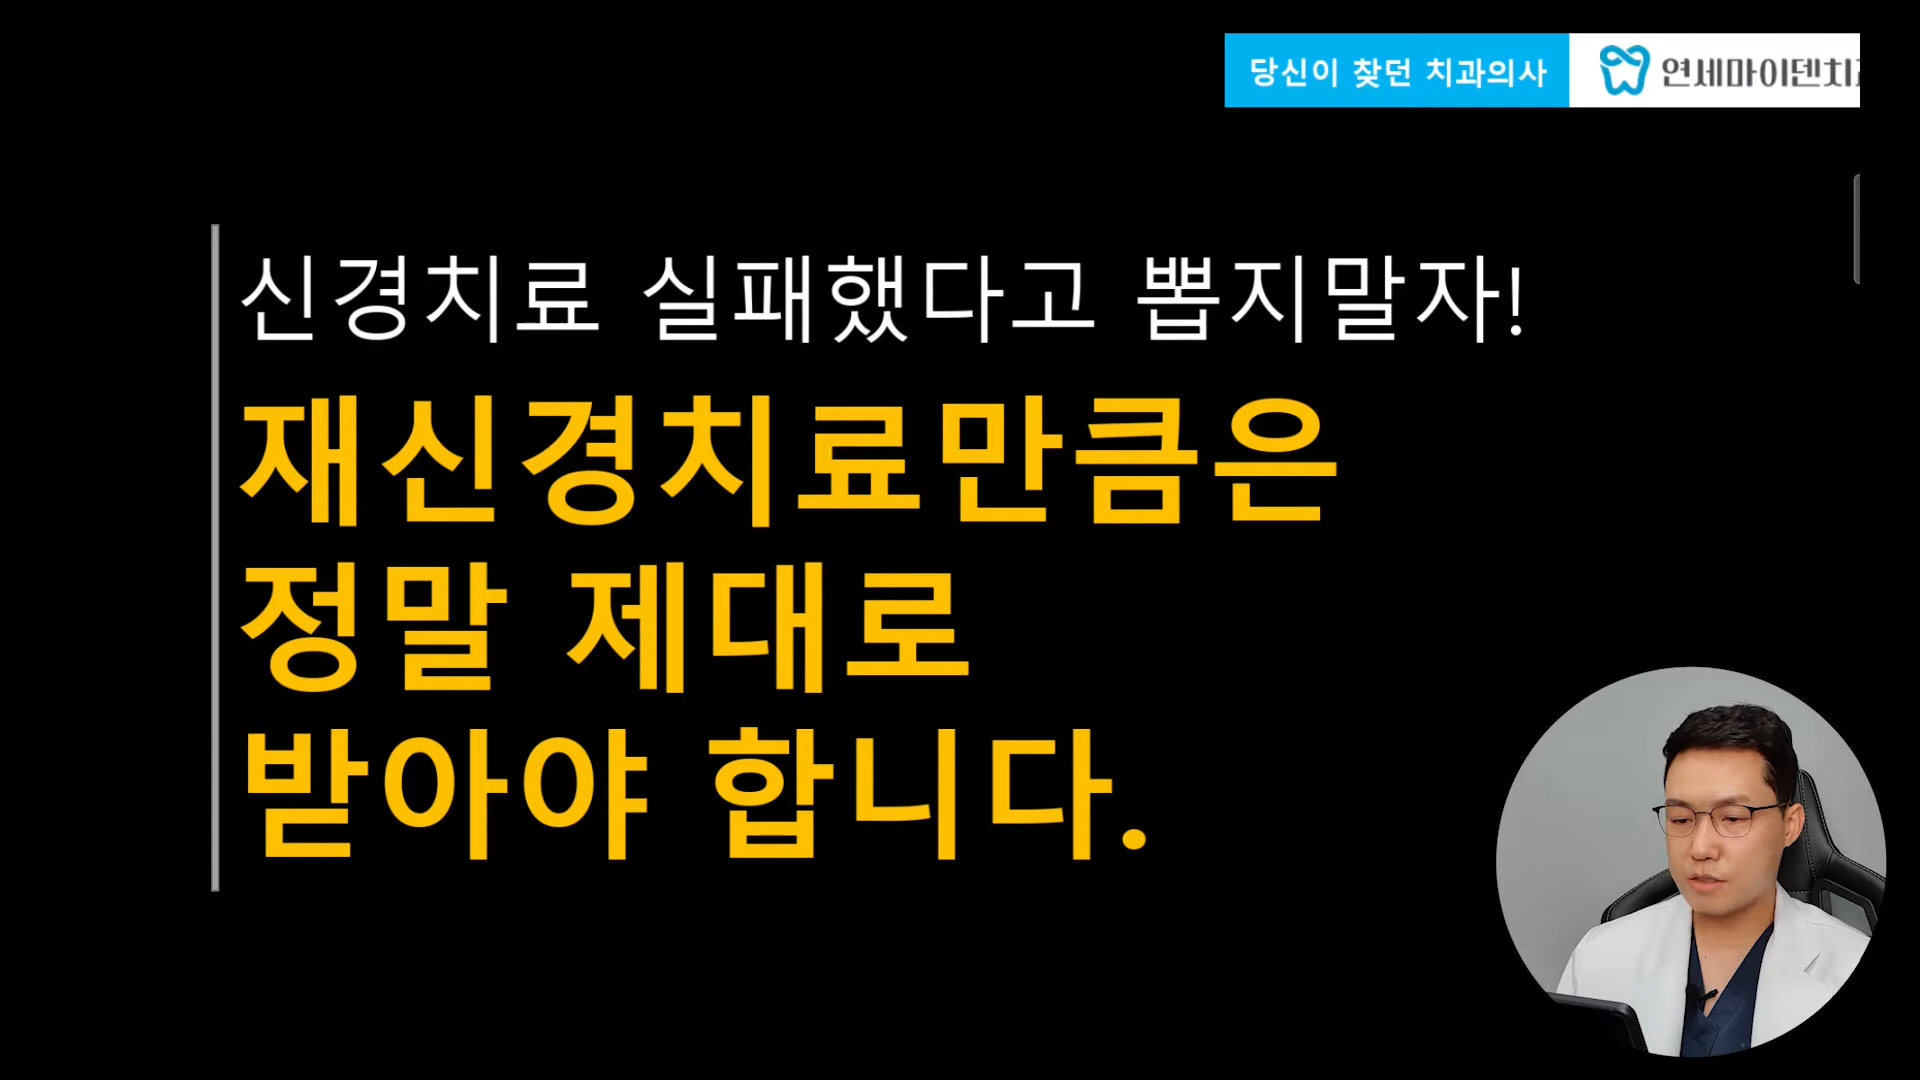 당신이 찾던 치과의사
연세마이덴치
신경치료 실패했다고 뽑지말자!
재신경치료만큼은
정말 제대로
받아야 합니다.